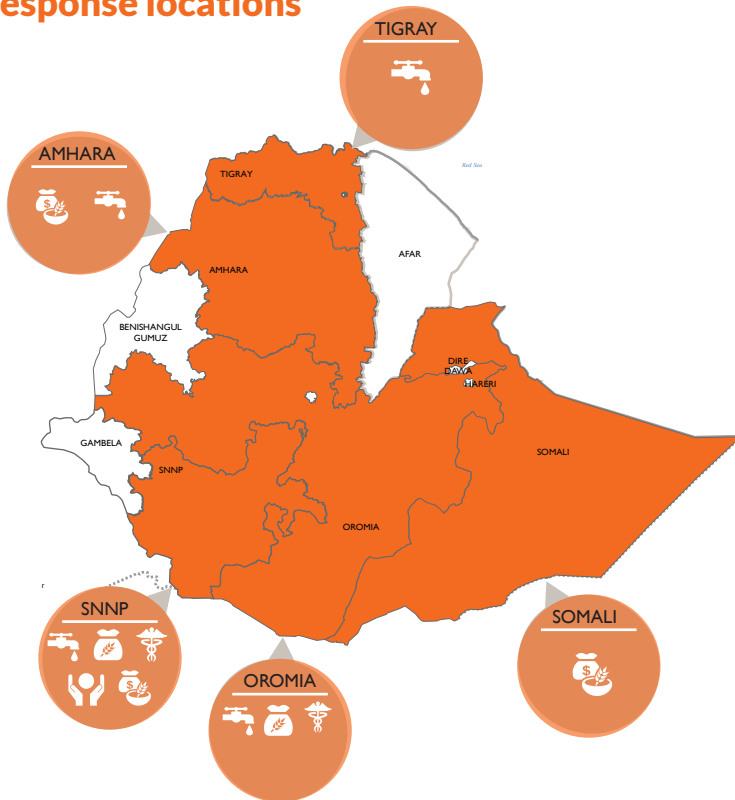 esponse locations
TIGRAY
AMHARA
Red Sea
TIGRAY
AFAR
AMHARA
BENISHANGUL
GUMUZ
DIRE
DAWA
HARERI
GAMBELA
SOMALI
SNNP
OROMIA
r
SNNP
SOMALI
OROMIA
$
$
$